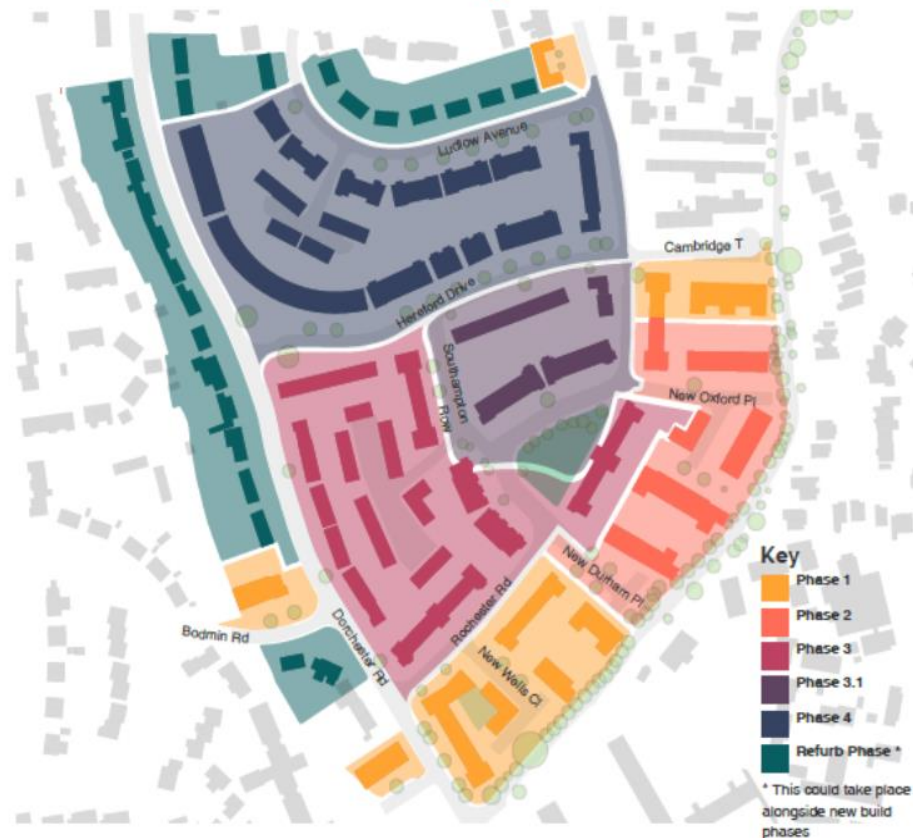 Ludlow Avenue
Cambridge T
Hereford Drive
Southampton
Row
New Oxford Pl
New Durham Pl
Rochester Rd
Bodmin Rd
Dorchester Rd
New Wells Cl
Key
Phase 1
Phase 2
Phase 3
Phase 3.1
Phase 4
Refurb Phase *
* This could take place
alongside new build
phases